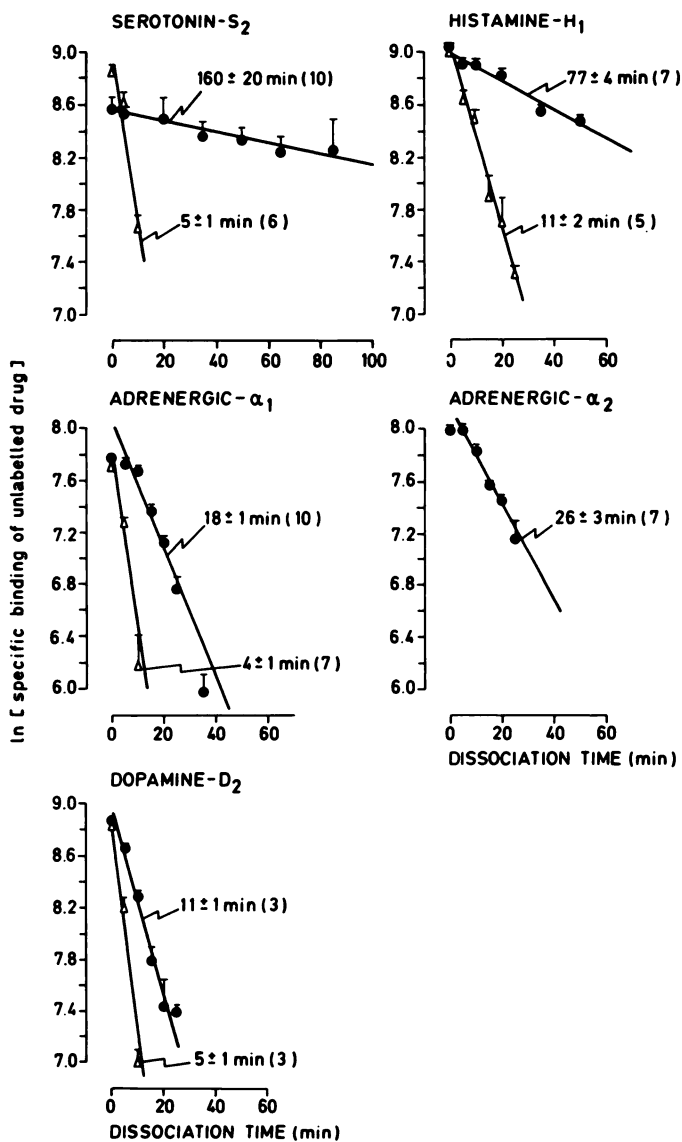 SEROTONIN-S2
9.0
8.6
8.2
7.8
7.4
7.0
160 ± 20 min (10)
5 ± 1 min (6)
0 20 40 60 80 100
HISTAMINE-H1
9.0
8.6
8.2
7.8
7.4
7.0
77 ± 4 min (7)
11 ± 2 min (5)
0 20 40 60
ln [ specific binding of unlabelled drug ]
ADRENERGIC-α1
8.0
7.6
7.2
6.8
6.4
6.0
18 ± 1 min (10)
4 ± 1 min (7)
0 20 40 60
ADRENERGIC-α2
8.0
7.6
7.2
6.8
6.4
6.0
26 ± 3 min (7)
0 20 40 60
DISSOCIATION TIME (min)
DOPAMINE-D2
9.0
8.6
8.2
7.8
7.4
7.0
11 ± 1 min (3)
5 ± 1 min (3)
0 20 40 60
DISSOCIATION TIME (min)